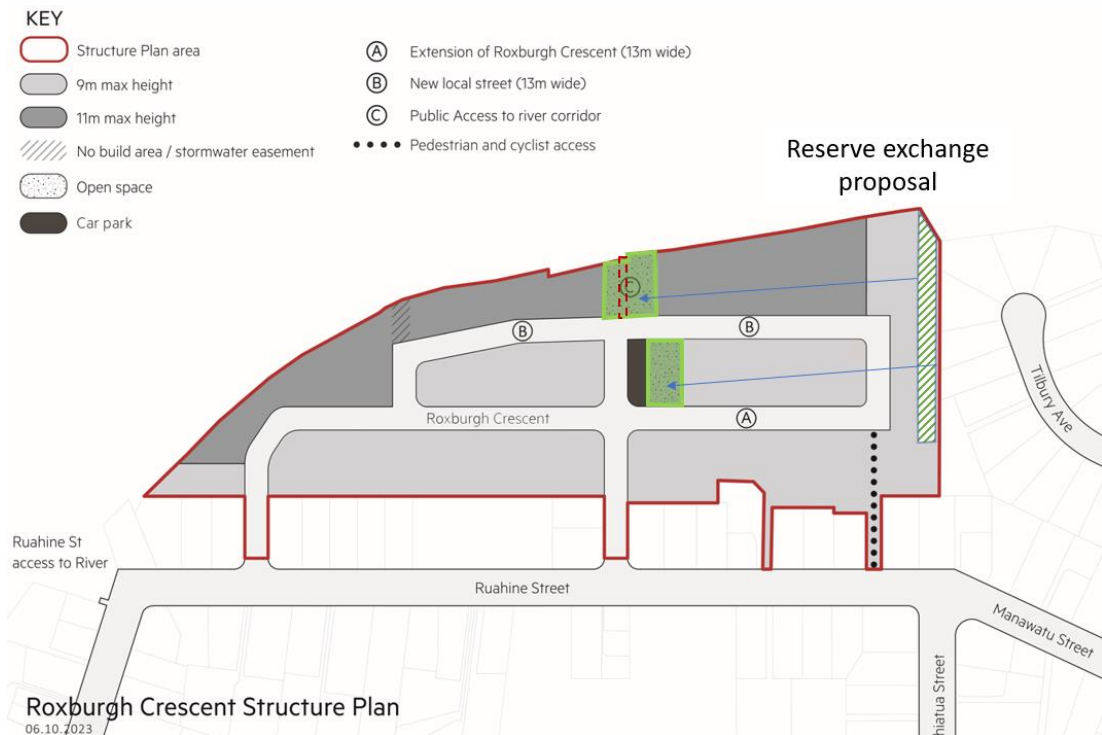 KEY
Structure Plan area
9m max height
11m max height
No build area / stormwater easement
Open space
Car park
A Extension of Roxburgh Crescent (13m wide)
B New local street (13m wide)
C Public Access to river corridor
Pedestrian and cyclist access
Reserve exchange
proposal
C
B
B
Roxburgh Crescent
A
Tilbury Ave
Ruahine St
access to River
Ruahine Street
Manawatu Street
hiatua Street
Roxburgh Crescent Structure Plan
06.10.2023